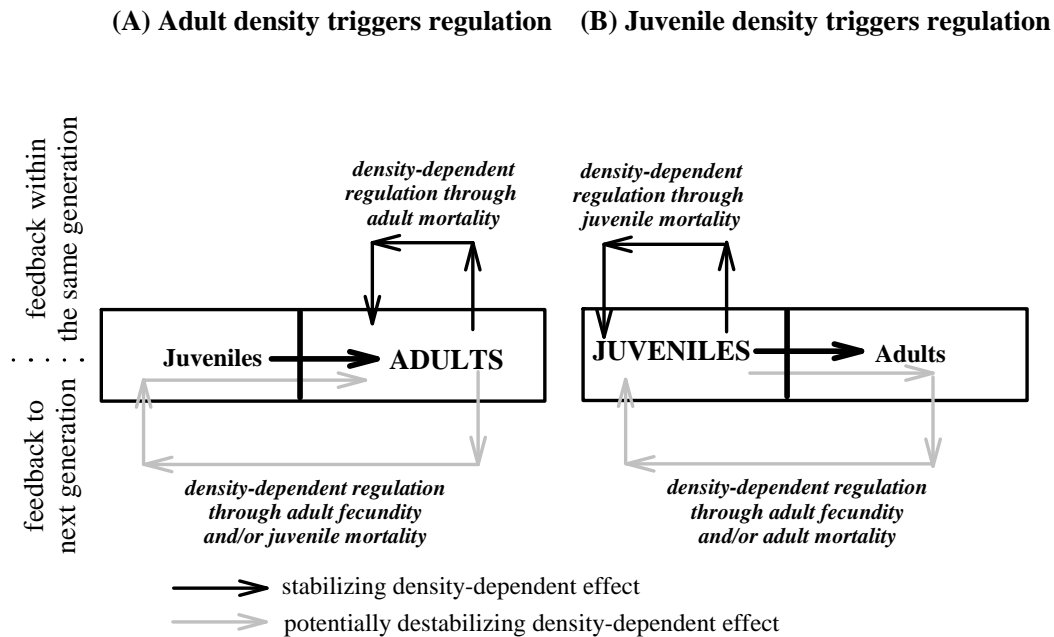 (A) Adult density triggers regulation
(B) Juvenile density triggers regulation
feedback within
the same generation
feedback to
next generation
density-dependent
regulation through
adult mortality
Juveniles
ADULTS
density-dependent regulation
through adult fecundity
and/or juvenile mortality
density-dependent
regulation through
juvenile mortality
JUVENILES
Adults
density-dependent regulation
through adult fecundity
and/or adult mortality
stabilizing density-dependent effect
potentially destabilizing density-dependent effect